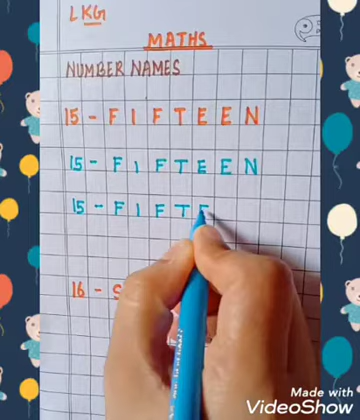 LKG
MATHS
NUMBER NAMES
15 - FIFTEEN
15 - FIFTEEN
15 - FIFTE
16 - S
Made with
VideoShow